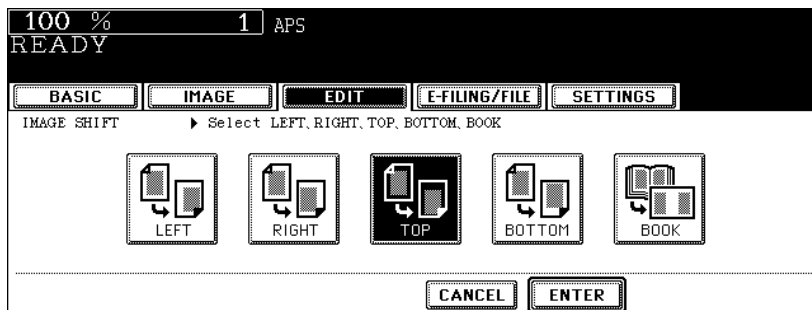 100 % 1 APS
READY
BASIC IMAGE EDIT E-FILING/FILE SETTINGS
IMAGE SHIFT ▶ Select LEFT, RIGHT, TOP, BOTTOM, BOOK
LEFT RIGHT TOP BOTTOM BOOK
CANCEL ENTER